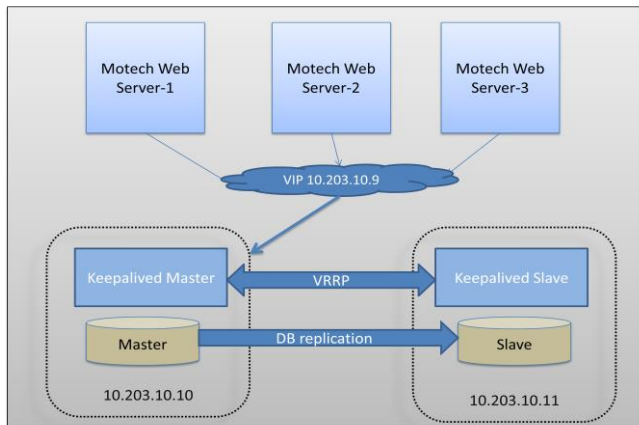 Motech Web
Server-1
Motech Web
Server-2
Motech Web
Server-3
VIP 10.203.10.9
Keepalived Master
VRRP
Keepalived Slave
Master
DB replication
Slave
10.203.10.10
10.203.10.11